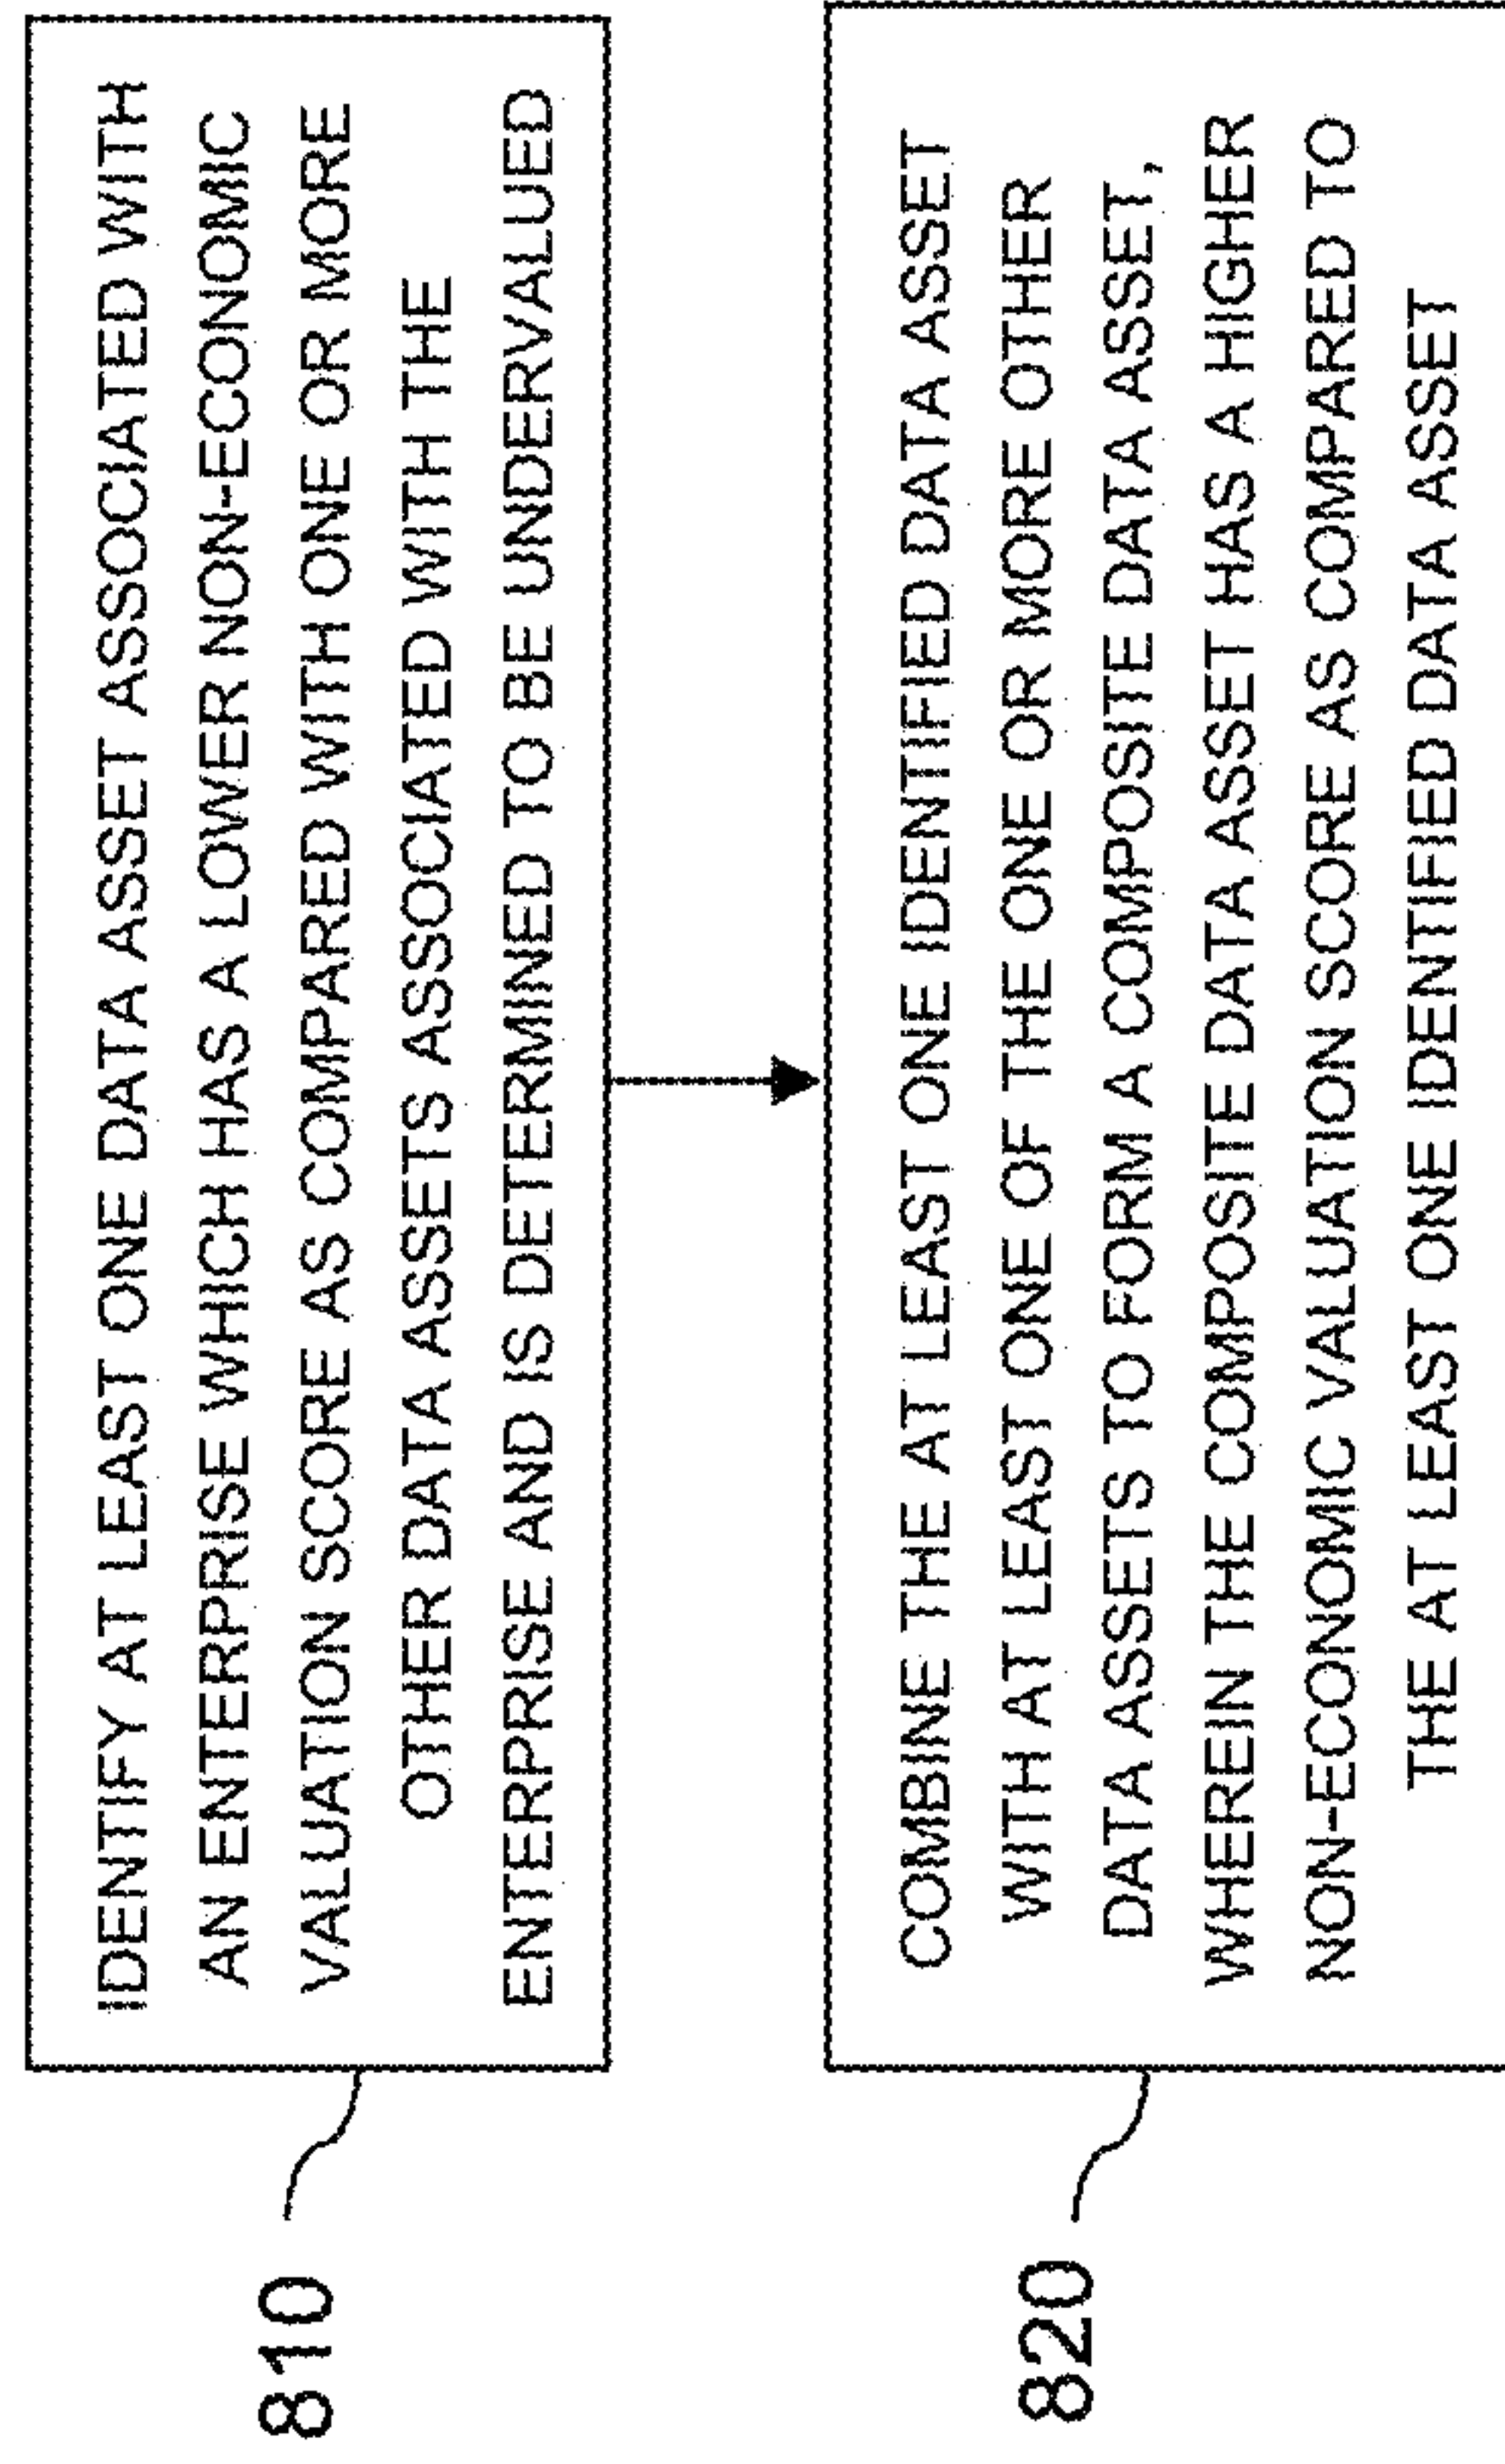 810
IDENTIFY AT LEAST ONE DATA ASSET ASSOCIATED WITH
AN ENTERPRISE WHICH HAS A LOWER NON-ECONOMIC
VALUATION SCORE AS COMPARED WITH ONE OR MORE
OTHER DATA ASSETS ASSOCIATED WITH THE
ENTERPRISE AND IS DETERMINED TO BE UNDERVALUED
820
COMBINE THE AT LEAST ONE IDENTIFIED DATA ASSET
WITH AT LEAST ONE OF THE ONE OR MORE OTHER
DATA ASSETS TO FORM A COMPOSITE DATA ASSET,
WHEREIN THE COMPOSITE DATA ASSET HAS A HIGHER
NON-ECONOMIC VALUATION SCORE AS COMPARED TO
THE AT LEAST ONE IDENTIFIED DATA ASSET